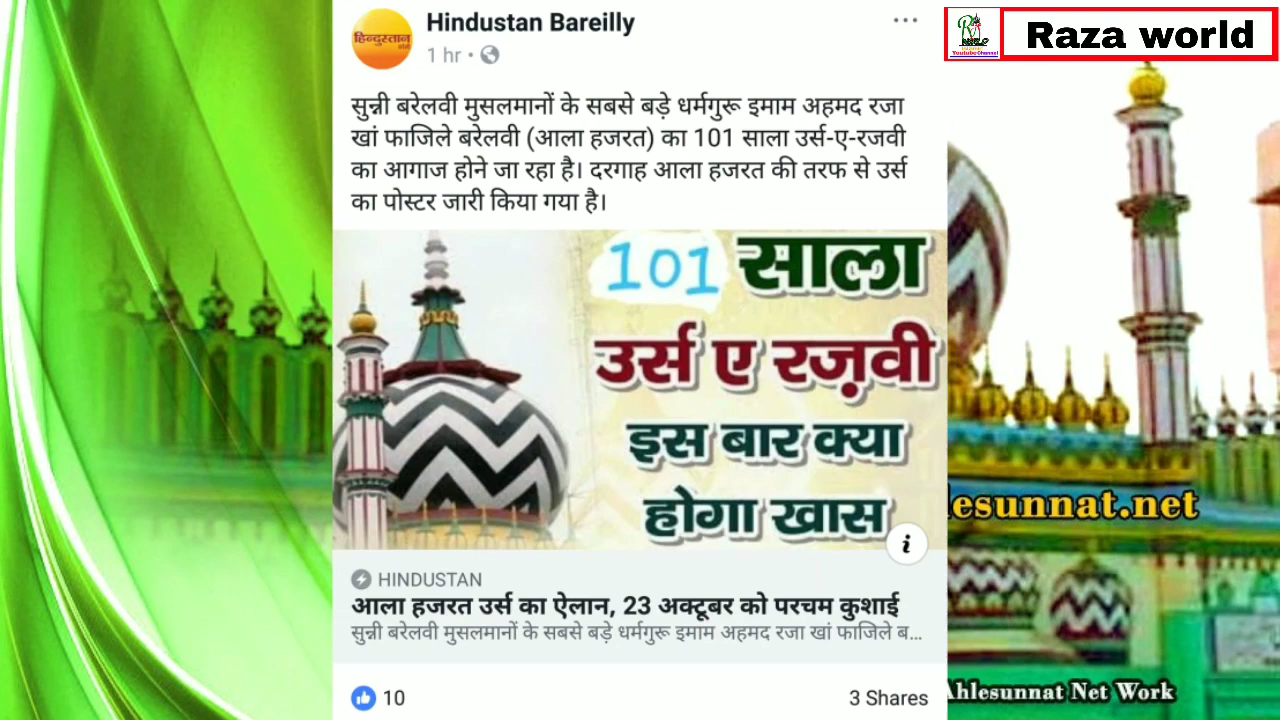 Hindustan Bareilly
1 hr
हिन्दुस्तान
Raza world
Youtube Channel
सुन्नी बरेलवी मुसलमानों के सबसे बड़े धर्मगुरू इमाम अहमद रजा
खां फाजिले बरेलवी (आला हजरत) का 101 साला उर्स-ए-रजवी
का आगाज होने जा रहा है। दरगाह आला हजरत की तरफ से उर्स
का पोस्टर जारी किया गया है।
101 साला
उर्स ए रज़वी
इस बार क्या
होगा खास
i
HINDUSTAN
आला हजरत उर्स का ऐलान, 23 अक्टूबर को परचम कुशाई
सुन्नी बरेलवी मुसलमानों के सबसे बड़े धर्मगुरू इमाम अहमद रजा खां फाजिले ब...
10
3 Shares
lesunnat.net
Ahlesunnat Net Work